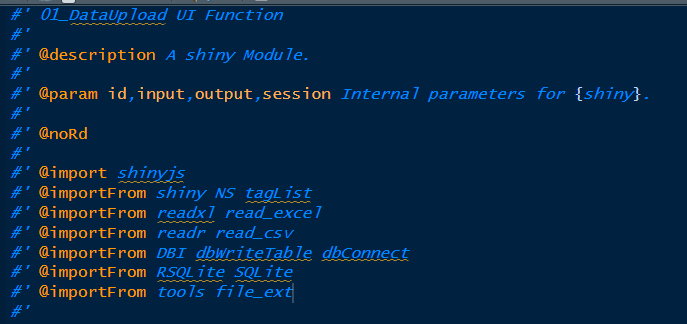 #' 01_DataUpload UI Function
#'
#' @description A shiny Module.
#'
#' @param id,input,output,session Internal parameters for {shiny}.
#'
#' @noRd
#'
#' @import shinyjs
#' @importFrom shiny NS tagList
#' @importFrom readxl read_excel
#' @importFrom readr read_csv
#' @importFrom DBI dbWriteTable dbConnect
#' @importFrom RSQLite SQLite
#' @importFrom tools file_ext
#'